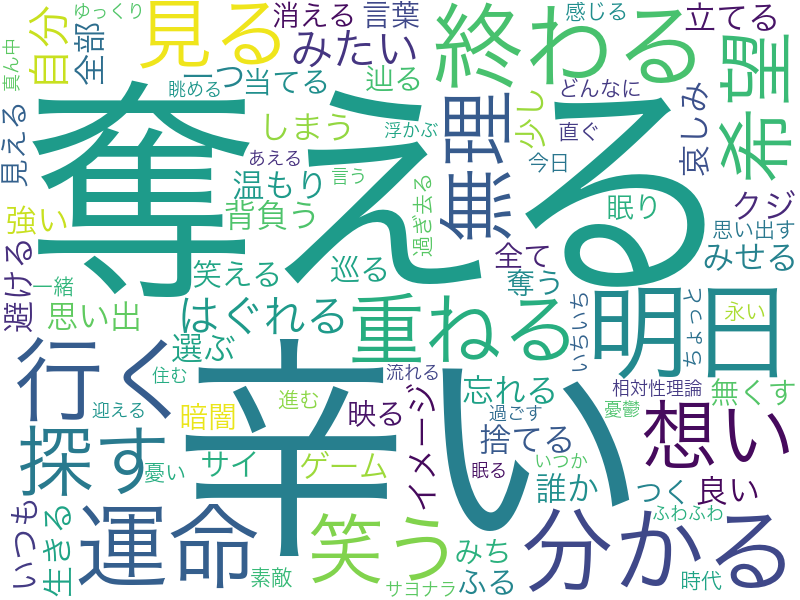 ゆっくり
消える
言葉
感じる
立てる
見る
終わる
自分
全部
みたい
希望
真ん中
一つ
当てる
辿る
どんなに
眺める
奪える
無理
少し
哀しみ
見える
しまう
浮かぶ
直ぐ
あえる
今日
温もり
言う
強い
背負う
過ぎ去る
眠り
クジ
思い出す
全て
みせる
避ける
一緒
笑える
巡る
奪う
思い出
はぐれる
重ねる
明日
いちいち
ちょっと
永い
選ぶ
行く
辛い
住む
流れる
忘れる
相対性理論
無くす
迎える
暗闇
進む
映る
イメージ
過ごす
憂鬱
想い
探す
捨てる
憂い
サイ
ゲーム
眠る
いつか
誰か
つく
良い
いつも
生きる
運命
笑う
みち
分かる
ふわふわ
素敵
サヨナラ
ふる
時代